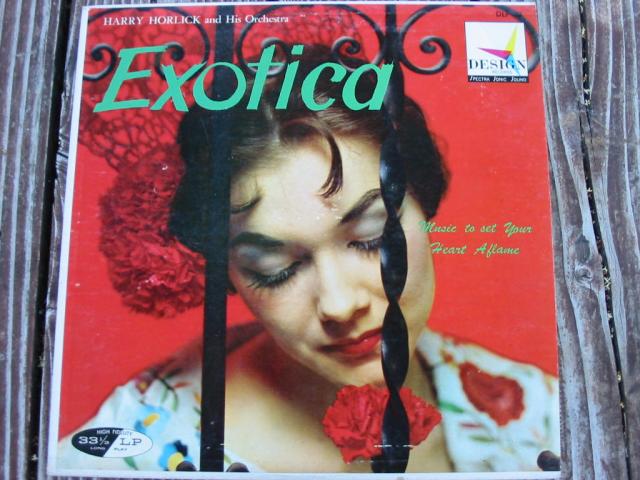 HARRY HORLICK and His Orchestra
Exotica
DESIGN
RECORDS
SPECTRA SONIC SOUND
Music to set Your
Heart Aflame
HIGH FIDELITY
33⅓ LP
LONG PLAY